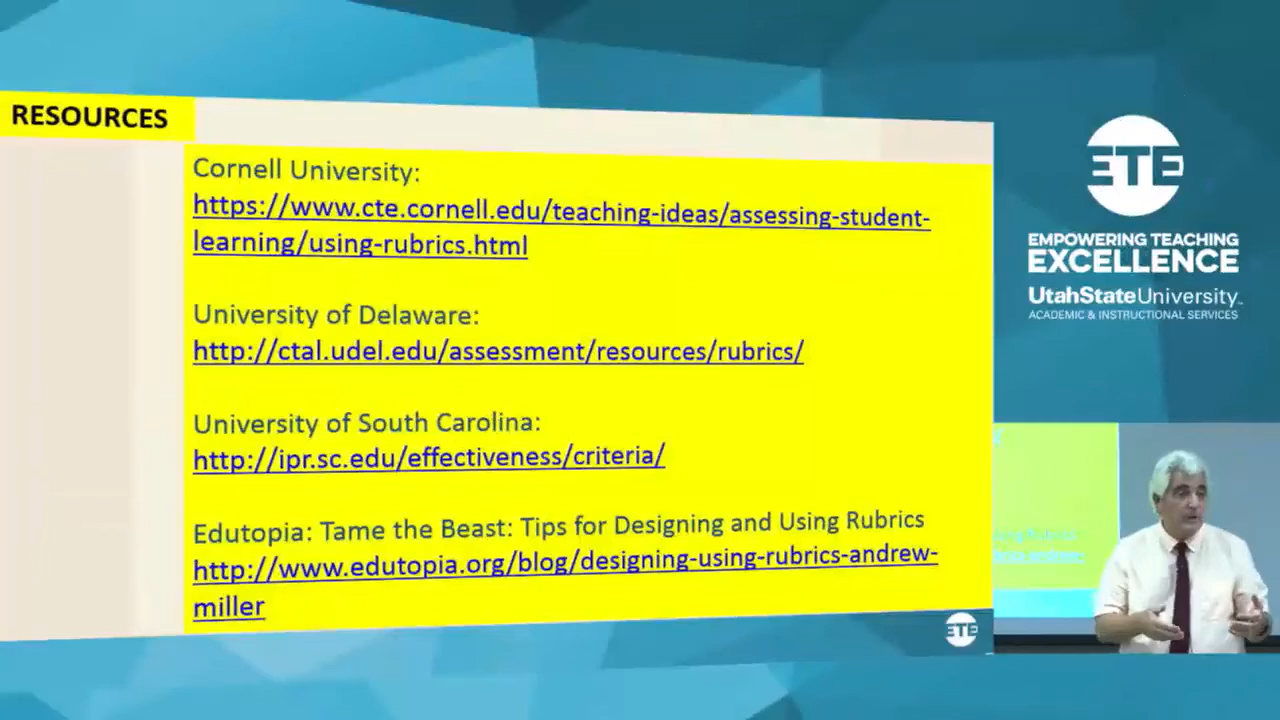 RESOURCES
Cornell University:
https://www.cte.cornell.edu/teaching-ideas/assessing-student-
learning/using-rubrics.html
University of Delaware:
http://ctal.udel.edu/assessment/resources/rubrics/
University of South Carolina:
http://ipr.sc.edu/effectiveness/criteria/
Edutopia: Tame the Beast: Tips for Designing and Using Rubrics
http://www.edutopia.org/blog/designing-using-rubrics-andrew-
miller
ETE
ETE
EMPOWERING TEACHING
EXCELLENCE
UtahStateUniversity
ACADEMIC & INSTRUCTIONAL SERVICES